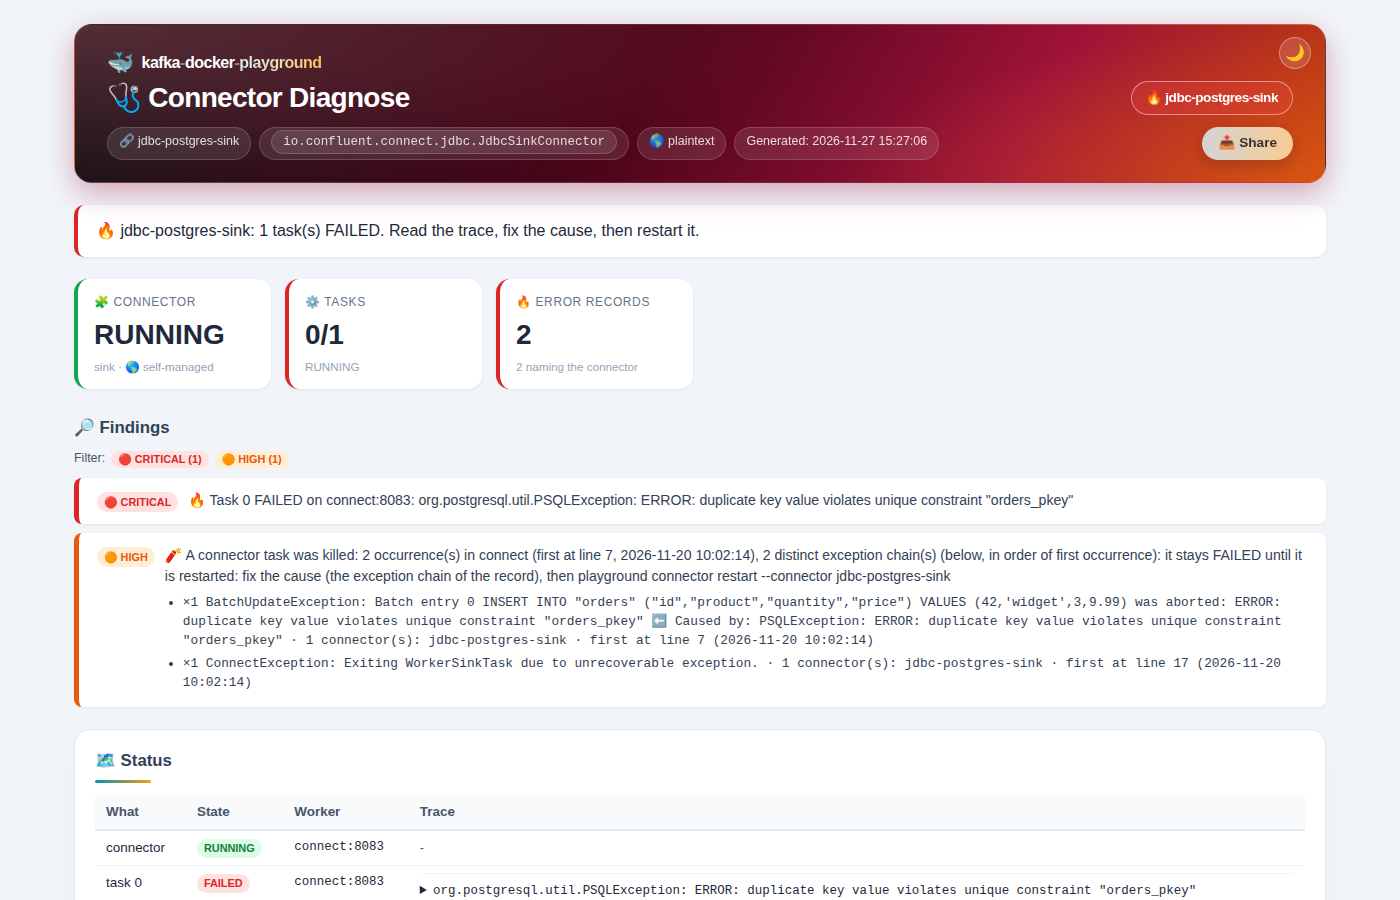 🐳 kafka-docker-playground
🌙
🩺 Connector Diagnose
🔥 jdbc-postgres-sink
🔗 jdbc-postgres-sink io.confluent.connect.jdbc.JdbcSinkConnector 🌎 plaintext Generated: 2026-11-27 15:27:06
📤 Share
🔥 jdbc-postgres-sink: 1 task(s) FAILED. Read the trace, fix the cause, then restart it.
🧩 CONNECTOR
RUNNING
sink · 🌎 self-managed
⚙️ TASKS
0/1
RUNNING
🔥 ERROR RECORDS
2
2 naming the connector
🔎 Findings
Filter: 🔴 CRITICAL (1) 🟠 HIGH (1)
🔴 CRITICAL 🔥 Task 0 FAILED on connect:8083: org.postgresql.util.PSQLException: ERROR: duplicate key value violates unique constraint "orders_pkey"
🟠 HIGH 🧨 A connector task was killed: 2 occurrence(s) in connect (first at line 7, 2026-11-20 10:02:14), 2 distinct exception chain(s) (below, in order of first occurrence): it stays FAILED until it
is restarted: fix the cause (the exception chain of the record), then playground connector restart --connector jdbc-postgres-sink
• ×1 BatchUpdateException: Batch entry 0 INSERT INTO "orders" ("id","product","quantity","price") VALUES (42,'widget',3,9.99) was aborted: ERROR:
duplicate key value violates unique constraint "orders_pkey" ⬅️ Caused by: PSQLException: ERROR: duplicate key value violates unique constraint
"orders_pkey" · 1 connector(s): jdbc-postgres-sink · first at line 7 (2026-11-20 10:02:14)
• ×1 ConnectException: Exiting WorkerSinkTask due to unrecoverable exception. · 1 connector(s): jdbc-postgres-sink · first at line 17 (2026-11-20
10:02:14)
🗺️ Status
What State Worker Trace
connector RUNNING connect:8083 -
task 0 FAILED connect:8083 ▶ org.postgresql.util.PSQLException: ERROR: duplicate key value violates unique constraint "orders_pkey"